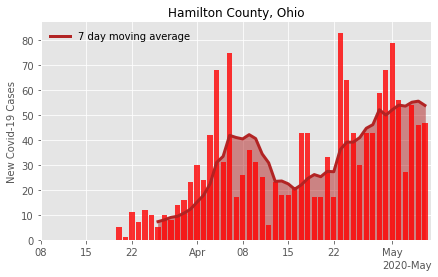 Hamilton County, Ohio
7 day moving average
New Covid-19 Cases
80
70
60
50
40
30
20
10
0
08 15 22 Apr 08 15 22 May
2020-May